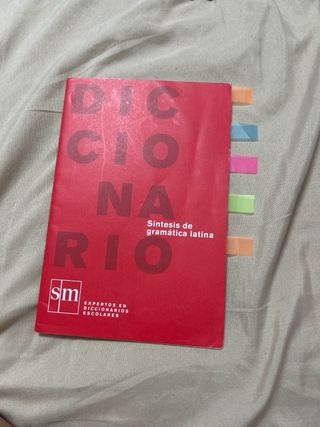 DIC
CIO
NA
RIO
Síntesis de
gramática latina
sm
EXPERTOS EN
DICCIONARIOS
ESCOLARES